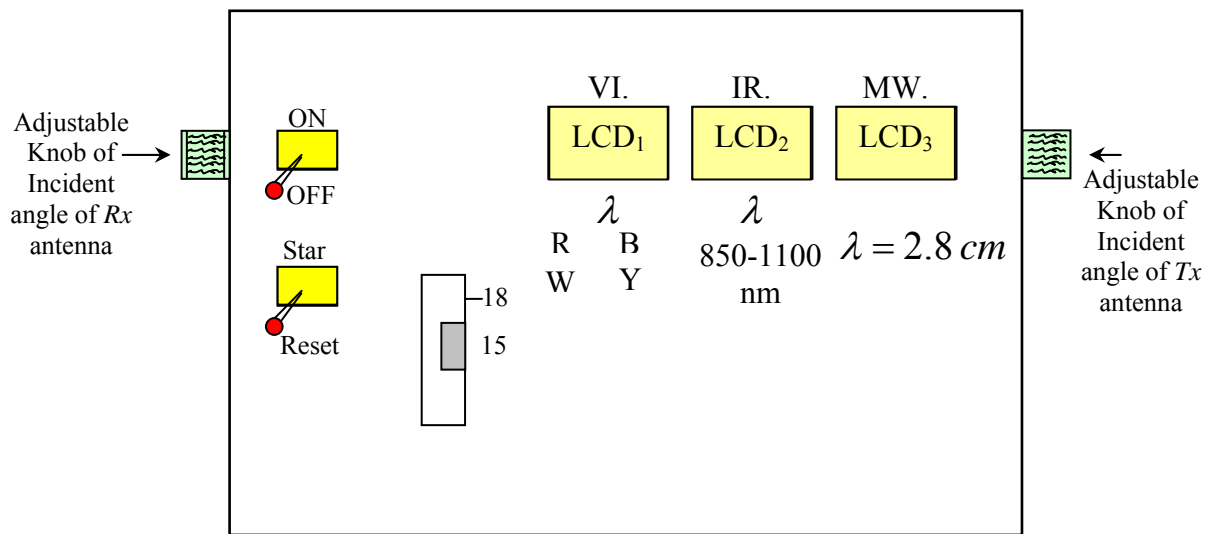 Adjustable
Knob of
Incident
angle of Rx
antenna
ON
OFF
Star
Reset
18
15
VI.
LCD₁
λ
R B
W Y
IR.
LCD₂
λ
850-1100
nm
MW.
LCD₃
λ = 2.8 cm
Adjustable
Knob of
Incident
angle of Tx
antenna